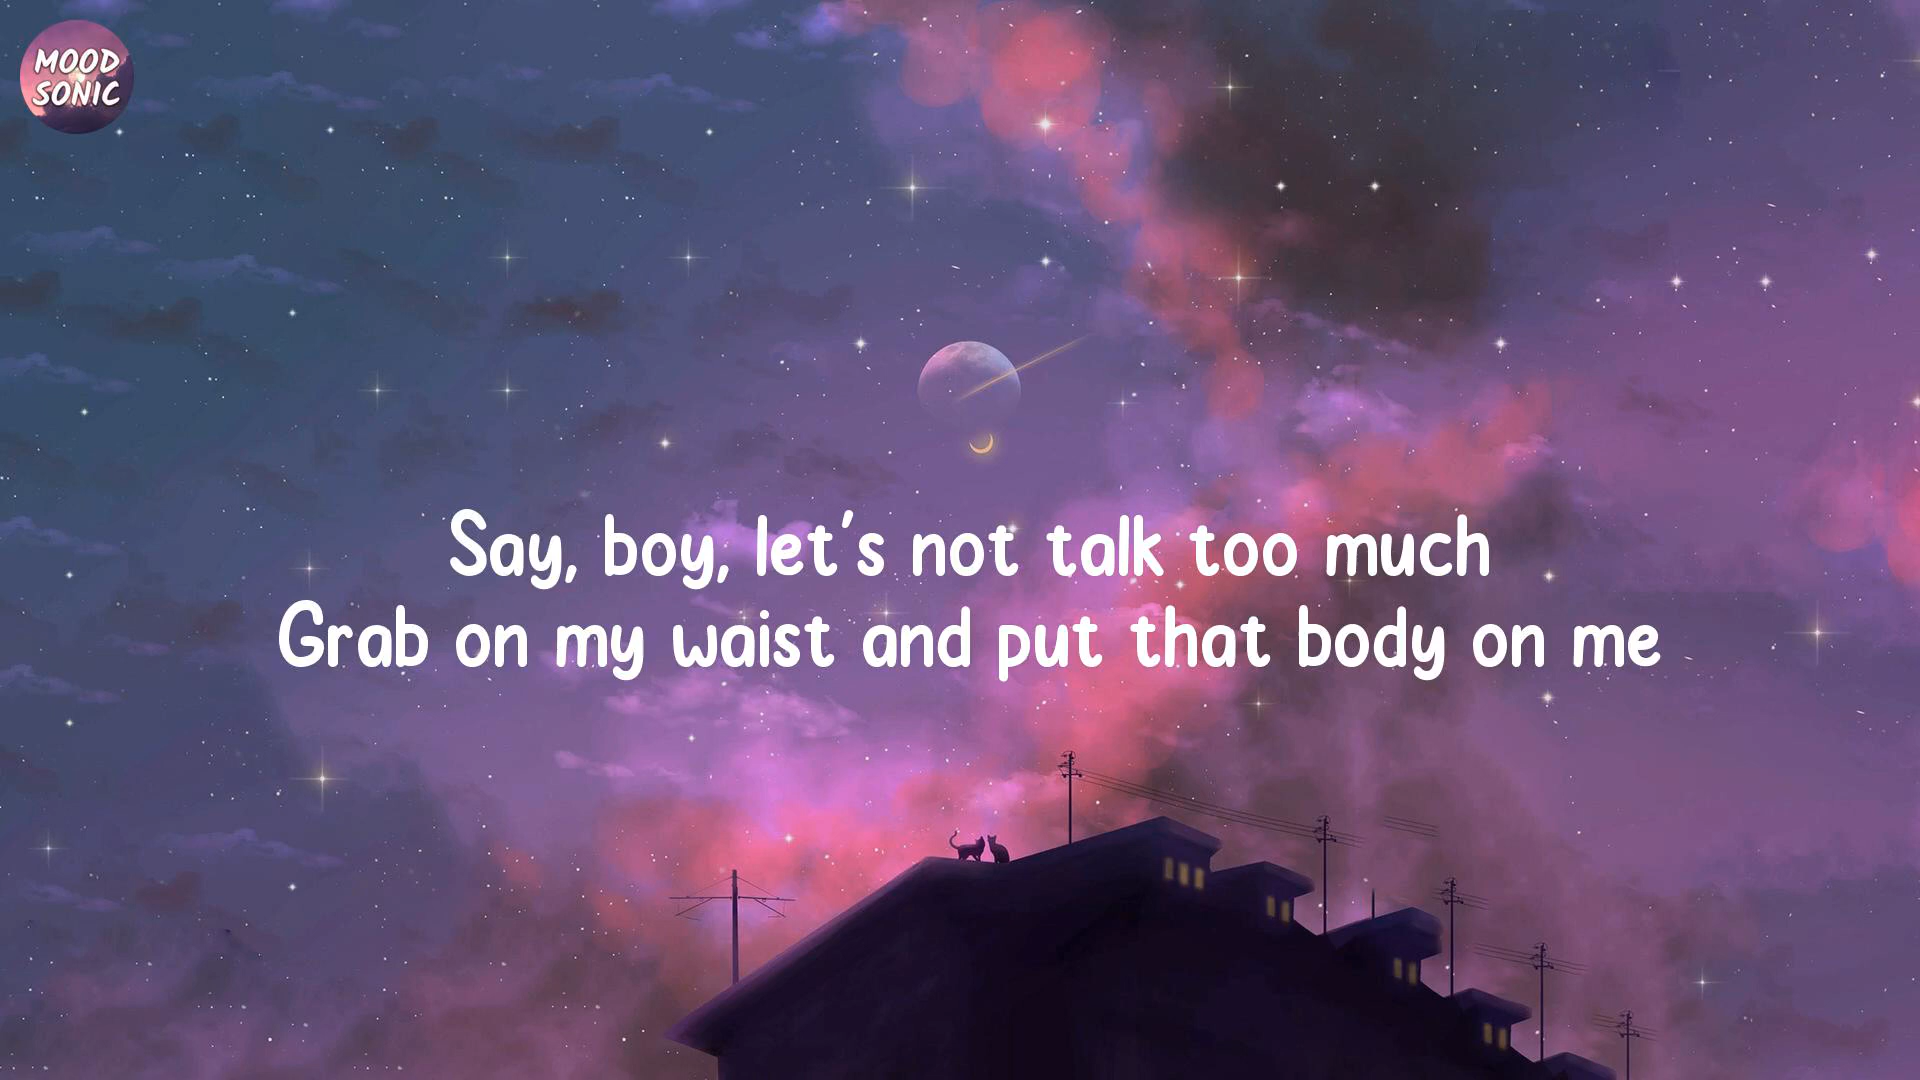 MOOD
SONIC
Say, boy, let's not talk too much
Grab on my waist and put that body on me